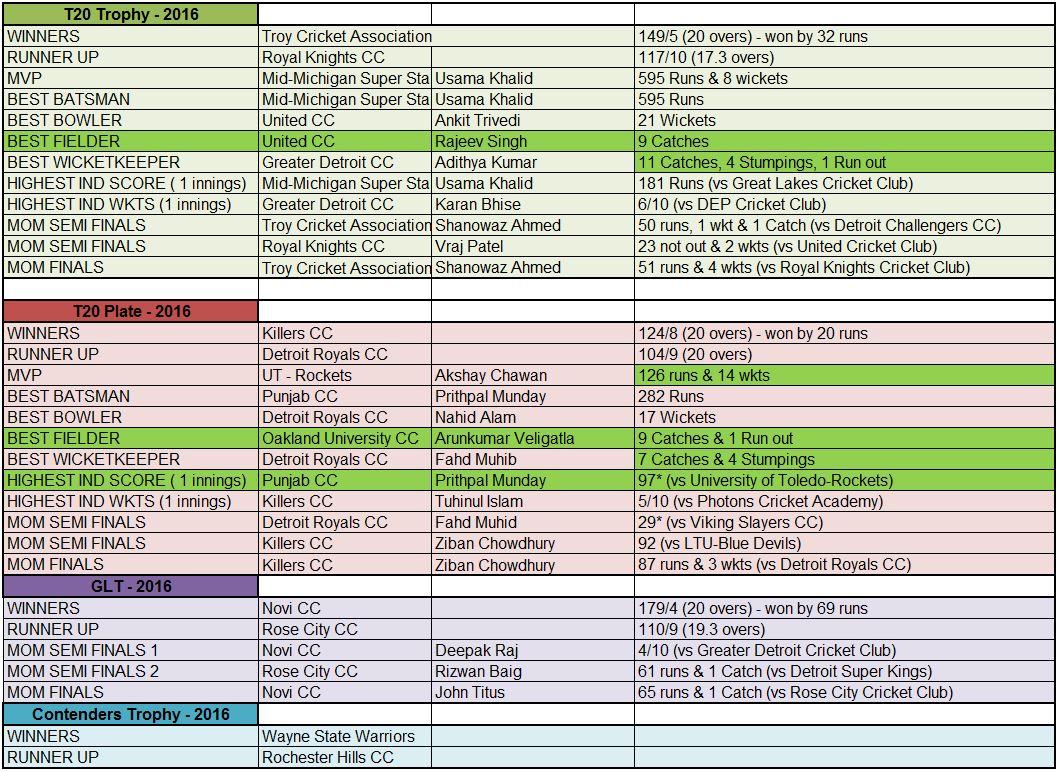 T20 Trophy - 2016
WINNERS Troy Cricket Association 149/5 (20 overs) - won by 32 runs
RUNNER UP Royal Knights CC 117/10 (17.3 overs)
MVP Mid-Michigan Super Sta Usama Khalid 595 Runs & 8 wickets
BEST BATSMAN Mid-Michigan Super Sta Usama Khalid 595 Runs
BEST BOWLER United CC Ankit Trivedi 21 Wickets
BEST FIELDER United CC Rajeev Singh 9 Catches
BEST WICKETKEEPER Greater Detroit CC Adithya Kumar 11 Catches, 4 Stumpings, 1 Run out
HIGHEST IND SCORE ( 1 innings) Mid-Michigan Super Sta Usama Khalid 181 Runs (vs Great Lakes Cricket Club)
HIGHEST IND WKTS (1 innings) Greater Detroit CC Karan Bhise 6/10 (vs DEP Cricket Club)
MOM SEMI FINALS Troy Cricket Association Shanowaz Ahmed 50 runs, 1 wkt & 1 Catch (vs Detroit Challengers CC)
MOM SEMI FINALS Royal Knights CC Vraj Patel 23 not out & 2 wkts (vs United Cricket Club)
MOM FINALS Troy Cricket Association Shanowaz Ahmed 51 runs & 4 wkts (vs Royal Knights Cricket Club)
T20 Plate - 2016
WINNERS Killers CC 124/8 (20 overs) - won by 20 runs
RUNNER UP Detroit Royals CC 104/9 (20 overs)
MVP UT - Rockets Akshay Chawan 126 runs & 14 wkts
BEST BATSMAN Punjab CC Prithpal Munday 282 Runs
BEST BOWLER Detroit Royals CC Nahid Alam 17 Wickets
BEST FIELDER Oakland University CC Arunkumar Veligatla 9 Catches & 1 Run out
BEST WICKETKEEPER Detroit Royals CC Fahd Muhib 7 Catches & 4 Stumpings
HIGHEST IND SCORE ( 1 innings) Punjab CC Prithpal Munday 97* (vs University of Toledo-Rockets)
HIGHEST IND WKTS (1 innings) Killers CC Tuhinul Islam 5/10 (vs Photons Cricket Academy)
MOM SEMI FINALS Detroit Royals CC Fahd Muhid 29* (vs Viking Slayers CC)
MOM SEMI FINALS Killers CC Ziban Chowdhury 92 (vs LTU-Blue Devils)
MOM FINALS Killers CC Ziban Chowdhury 87 runs & 3 wkts (vs Detroit Royals CC)
GLT - 2016
WINNERS Novi CC 179/4 (20 overs) - won by 69 runs
RUNNER UP Rose City CC 110/9 (19.3 overs)
MOM SEMI FINALS 1 Novi CC Deepak Raj 4/10 (vs Greater Detroit Cricket Club)
MOM SEMI FINALS 2 Rose City CC Rizwan Baig 61 runs & 1 Catch (vs Detroit Super Kings)
MOM FINALS Novi CC John Titus 65 runs & 1 Catch (vs Rose City Cricket Club)
Contenders Trophy - 2016
WINNERS Wayne State Warriors
RUNNER UP Rochester Hills CC